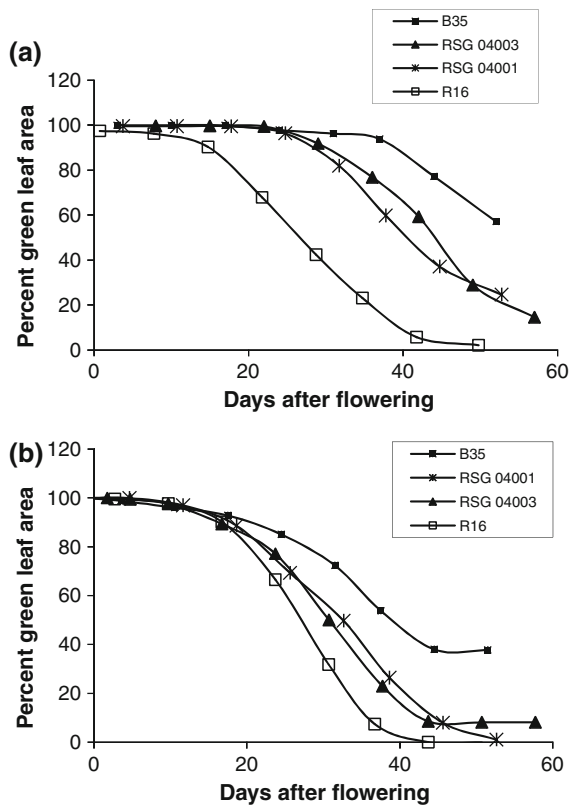 (a)
B35
RSG 04003
RSG 04001
R16
Percent green leaf area
120
100
80
60
40
20
0
0 20 40 60
Days after flowering
(b)
B35
RSG 04001
RSG 04003
R16
Percent green leaf area
120
100
80
60
40
20
0
0 20 40 60
Days after flowering